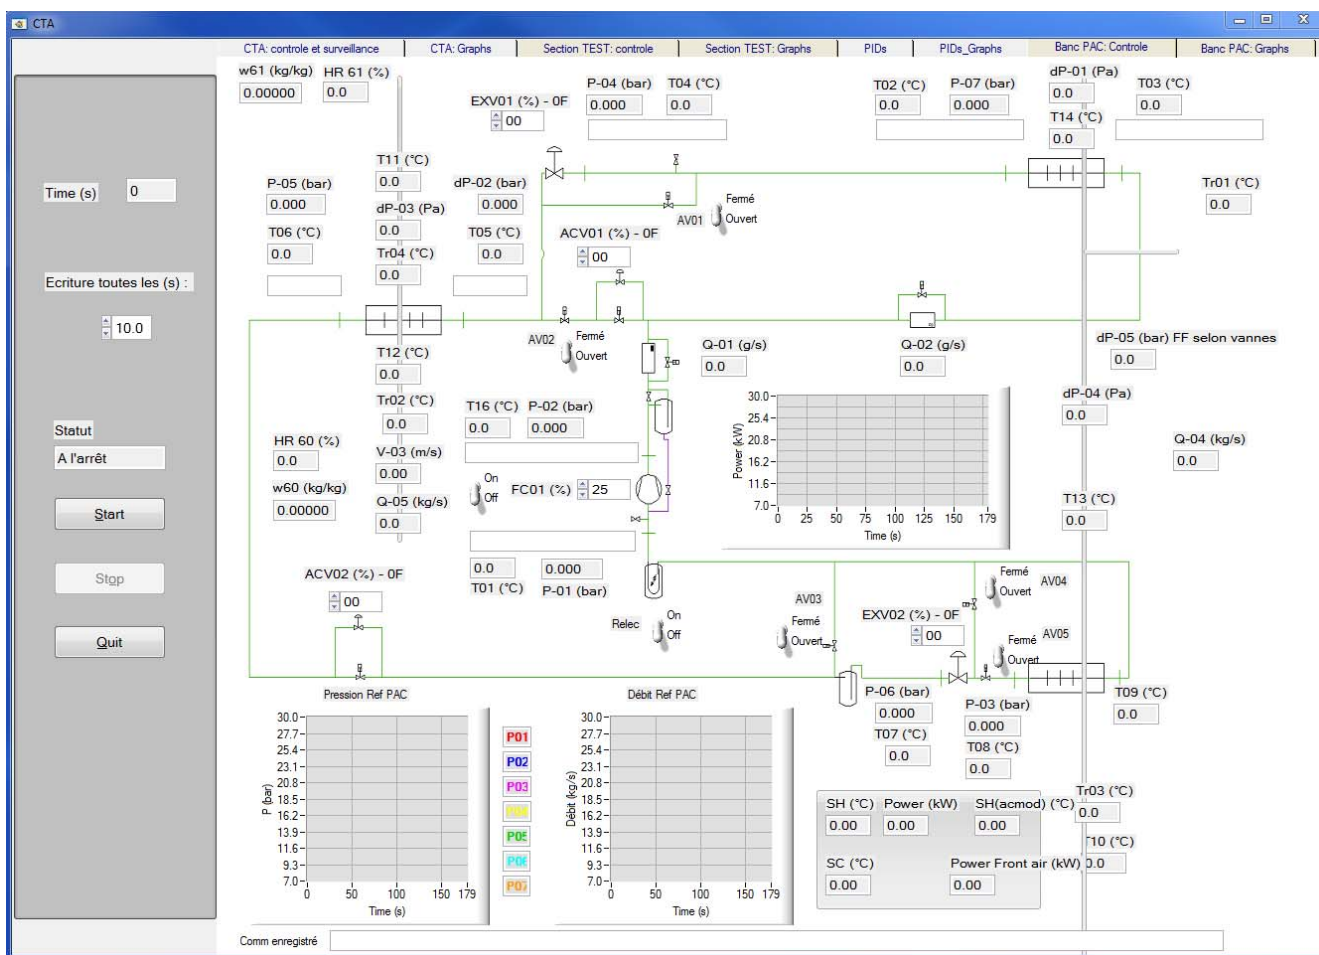 CTA
CTA: controle et surveillance
CTA: Graphs
Section TEST: controle
Section TEST: Graphs
PIDs
PIDs_Graphs
Banc PAC: Controle
Banc PAC: Graphs
w61 (kg/kg)
0.00000
HR 61 (%)
0.0
EXV01 (%) - 0F
00
P-04 (bar)
0.000
T04 (°C)
0.0
T02 (°C)
0.0
P-07 (bar)
0.000
dP-01 (Pa)
0.0
T03 (°C)
0.0
T14 (°C)
0.0
Time (s)
0
P-05 (bar)
0.000
T11 (°C)
0.0
dP-02 (bar)
0.000
Fermé
AV01
Ouvert
Tr01 (°C)
0.0
dP-03 (Pa)
0.0
T06 (°C)
0.0
Tr04 (°C)
0.0
T05 (°C)
0.0
ACV01 (%) - 0F
00
Ecriture toutes les (s) :
10.0
AV02
Fermé
Ouvert
T12 (°C)
0.0
Q-01 (g/s)
0.0
Q-02 (g/s)
0.0
dP-05 (bar) FF selon vannes
0.0
Tr02 (°C)
0.0
T16 (°C)
0.0
P-02 (bar)
0.000
dP-04 (Pa)
0.0
Power (kW)
30.0
25.4
20.8
16.2
11.6
7.0
0 25 50 75 100 125 150 179
Time (s)
Statut
A l'arrêt
HR 60 (%)
0.0
V-03 (m/s)
0.00
Q-04 (kg/s)
0.0
w60 (kg/kg)
0.00000
Q-05 (kg/s)
0.0
On
Off
FC01 (%)
25
T13 (°C)
0.0
Start
Stop
Quit
ACV02 (%) - 0F
00
0.0
T01 (°C)
0.000
P-01 (bar)
Relec
On
Off
AV03
Fermé
Ouvert
EXV02 (%) - 0F
00
Fermé
Ouvert
AV04
Fermé
Ouvert
AV05
Pression Ref PAC
P (bar)
30.0
27.7
25.4
23.1
20.8
18.5
16.2
13.9
11.6
9.3
7.0
0 50 100 150 179
Time (s)
P01
P02
P03
P05
Débit Ref PAC
Débit (kg/s)
30.0
27.7
25.4
23.1
20.8
18.5
16.2
13.9
11.6
9.3
7.0
0 50 100 150 179
Time (s)
P-06 (bar)
0.000
P-03 (bar)
0.000
T09 (°C)
0.0
T07 (°C)
0.0
T08 (°C)
0.0
SH (°C)
0.00
Power (kW)
0.00
SH(acmod) (°C)
0.00
Tr03 (°C)
0.0
SC (°C)
0.00
Power Front air (kW)
0.00
T10 (°C)
0.0
Comm enregistré